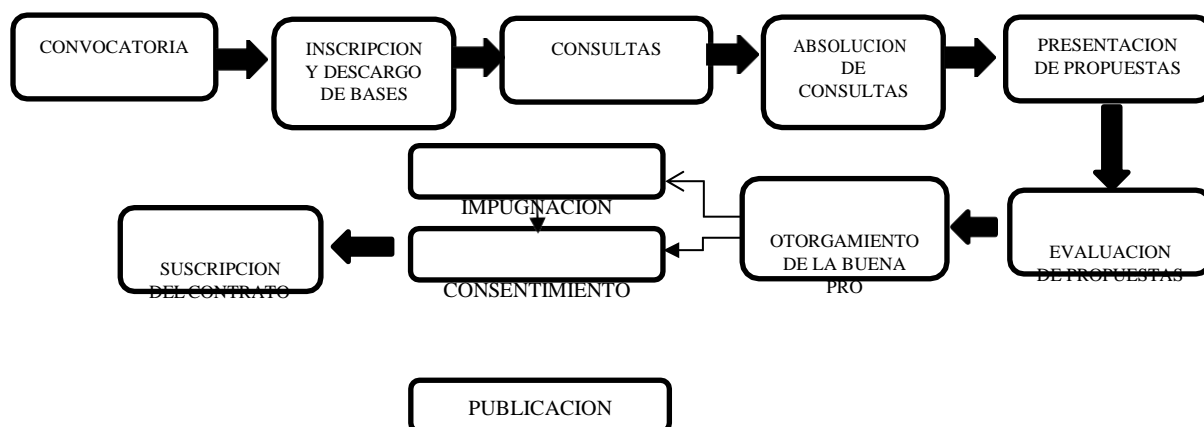 CONVOCATORIA
INSCRIPCION
Y DESCARGO
DE BASES
CONSULTAS
ABSOLUCION
DE
CONSULTAS
PRESENTACION
DE PROPUESTAS
EVALUACION
DE PROPUESTAS
OTORGAMIENTO
DE LA BUENA
PRO
IMPUGNACION
CONSENTIMIENTO
SUSCRIPCION
DEL CONTRATO
PUBLICACION